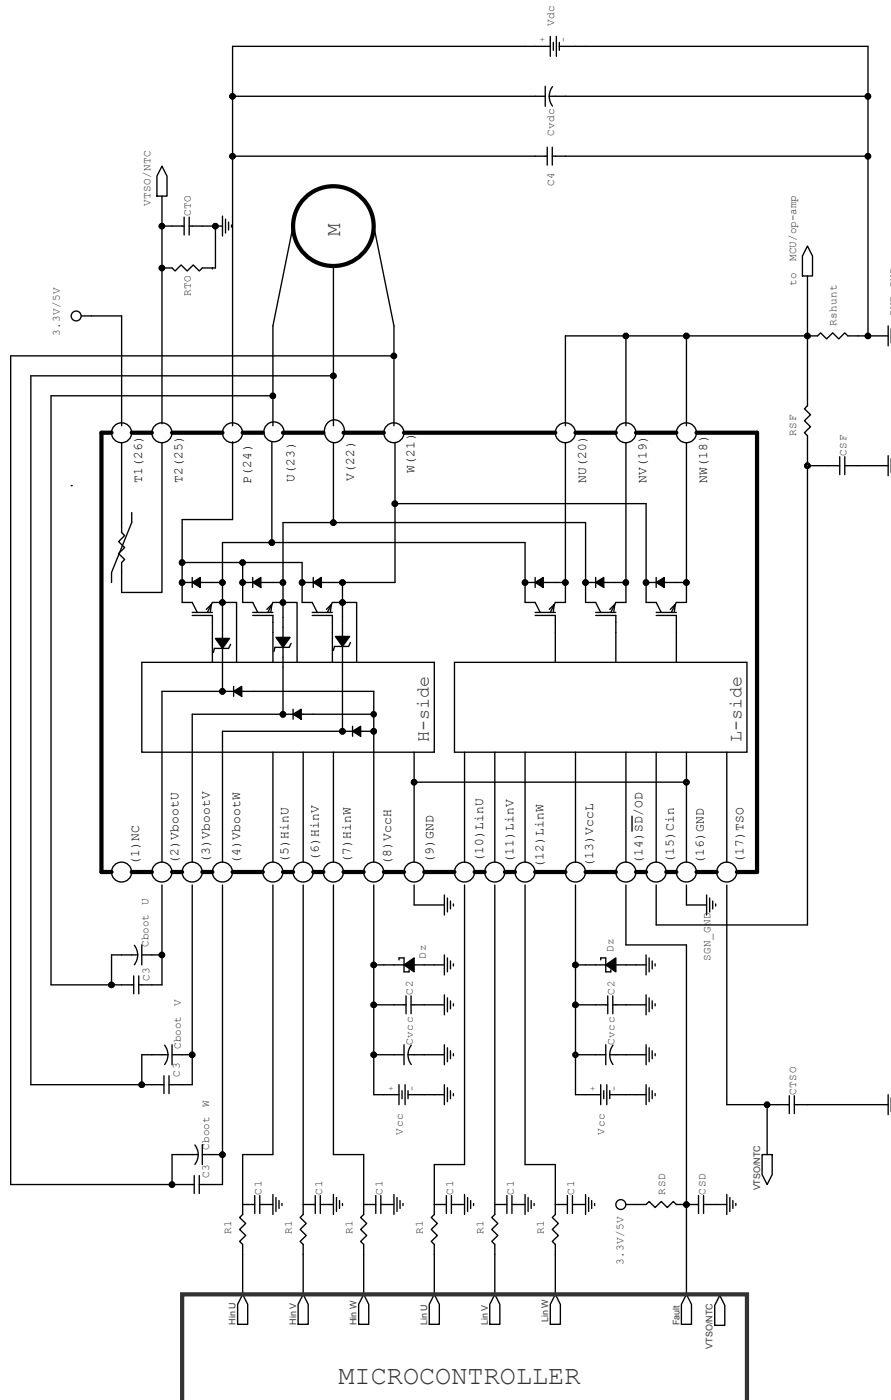 Vdc
+
-
Cvdc
C4
VTSO/NTC
CTO
RTO
3.3V/5V
M
to MCU/op-amp
Rshunt
RSF
CSF
T1(26)
T2(25)
P(24)
U(23)
V(22)
W(21)
NU(20)
NV(19)
NW(18)
H-side
L-side
(1)NC
(2)VbootU
(3)VbootV
(4)VbootW
(5)HinU
(6)HinV
(7)HinW
(8)VccH
(9)GND
(10)LinU
(11)LinV
(12)LinW
(13)VccL
(14)SD/OD
(15)Cin
(16)GND
(17)TSO
SGN_GND
Cboot U
C3
Cboot V
C3
Cboot W
C3
Dz
C2
Cvcc
+
-
Vcc
Dz
C2
Cvcc
+
-
Vcc
CTSO
VTSO/NTC
R1
C1
R1
C1
R1
C1
R1
C1
R1
C1
R1
C1
3.3V/5V
RSD
CSD
Hin U
Hin V
Hin W
Lin U
Lin V
Lin W
Fault
VTSO/NTC
MICROCONTROLLER